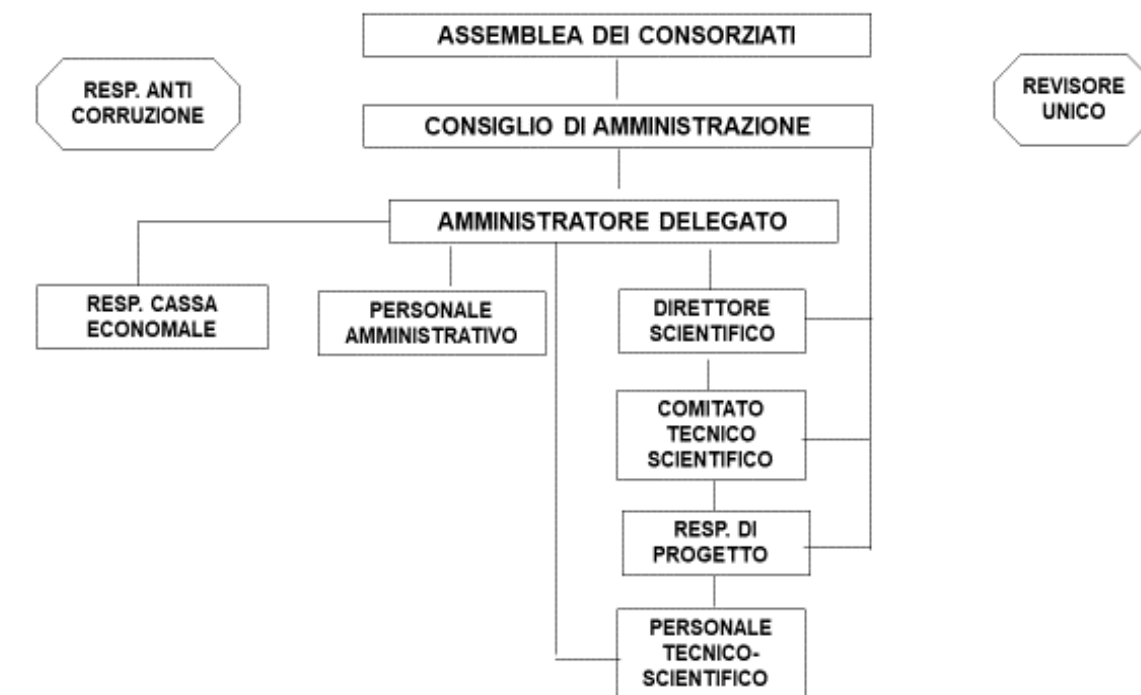 ASSEMBLEA DEI CONSORZIATI
RESP. ANTI
CORRUZIONE
REVISORE
UNICO
CONSIGLIO DI AMMINISTRAZIONE
AMMINISTRATORE DELEGATO
RESP. CASSA
ECONOMALE
PERSONALE
AMMINISTRATIVO
DIRETTORE
SCIENTIFICO
COMITATO
TECNICO
SCIENTIFICO
RESP. DI
PROGETTO
PERSONALE
TECNICO-
SCIENTIFICO